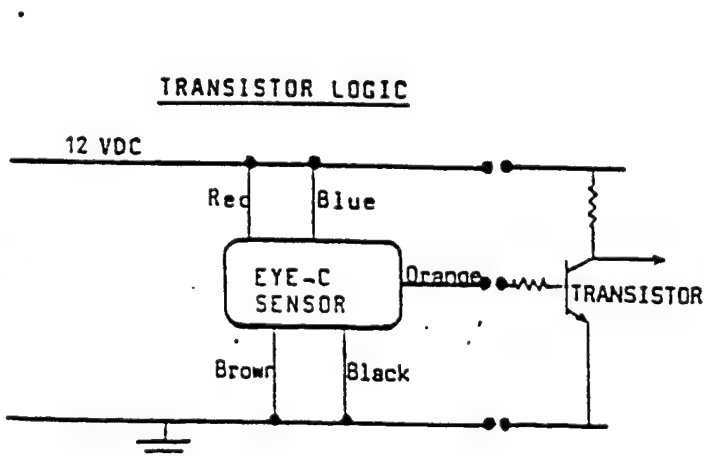 TRANSISTOR LOGIC
12 VDC
Red Blue
EYE-C
SENSOR
Orange
TRANSISTOR
Brown Black